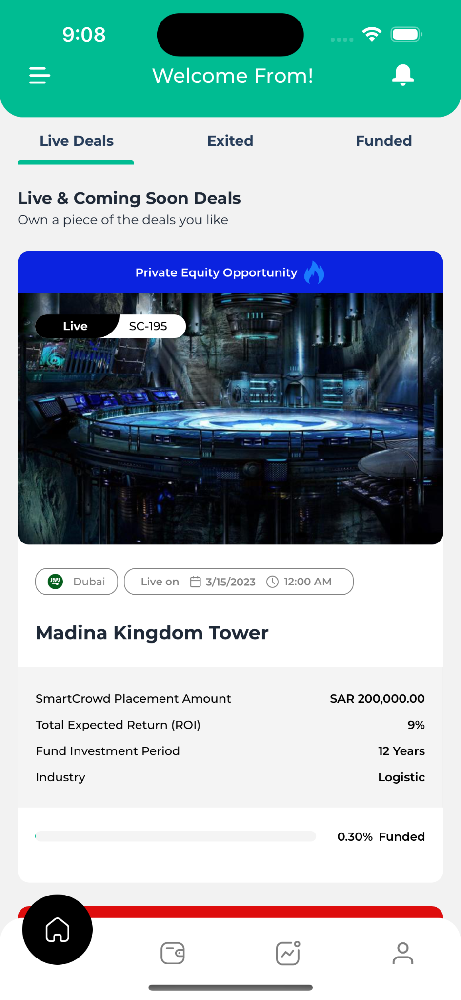 9:08
Welcome From!
Live Deals
Exited
Funded
Live & Coming Soon Deals
Own a piece of the deals you like
Private Equity Opportunity
Live
SC-195
Dubai
Live on 3/15/2023 12:00 AM
Madina Kingdom Tower
SmartCrowd Placement Amount SAR 200,000.00
Total Expected Return (ROI) 9%
Fund Investment Period 12 Years
Industry Logistic
0.30% Funded